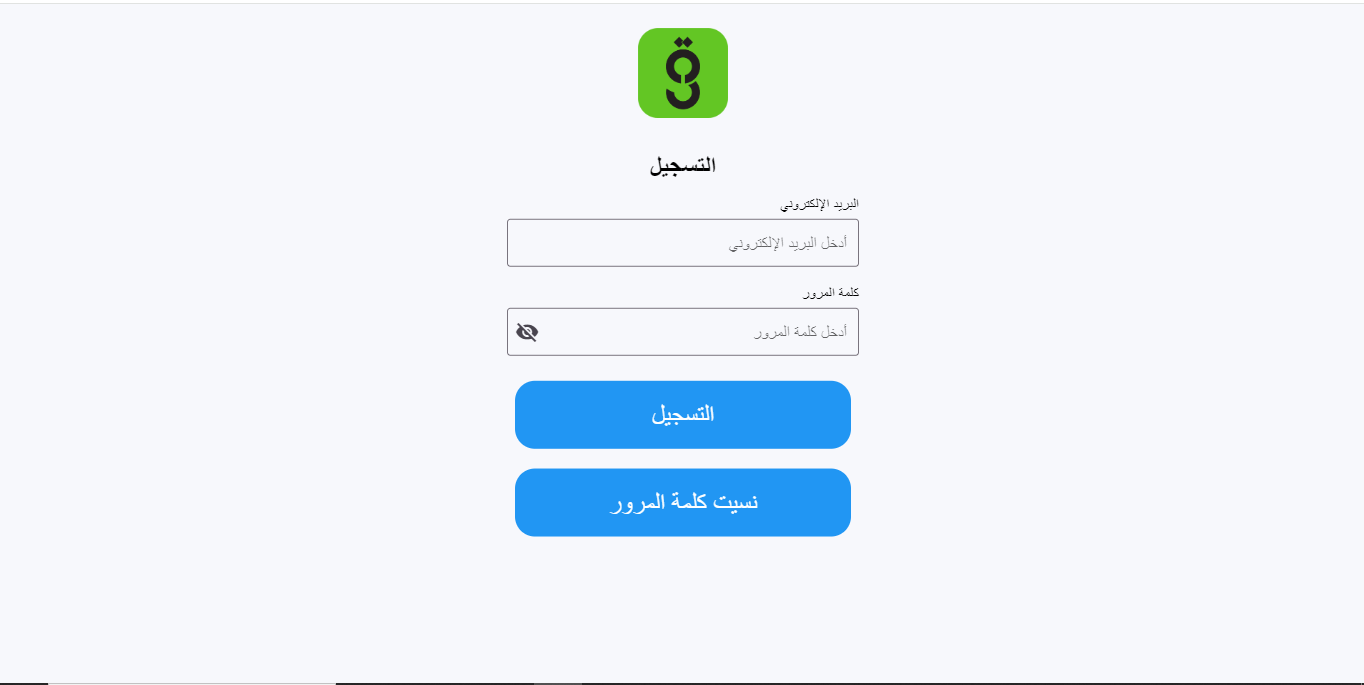 التسجيل
البريد الإلكتروني
أدخل البريد الإلكتروني
كلمة المرور
أدخل كلمة المرور
التسجيل
نسيت كلمة المرور